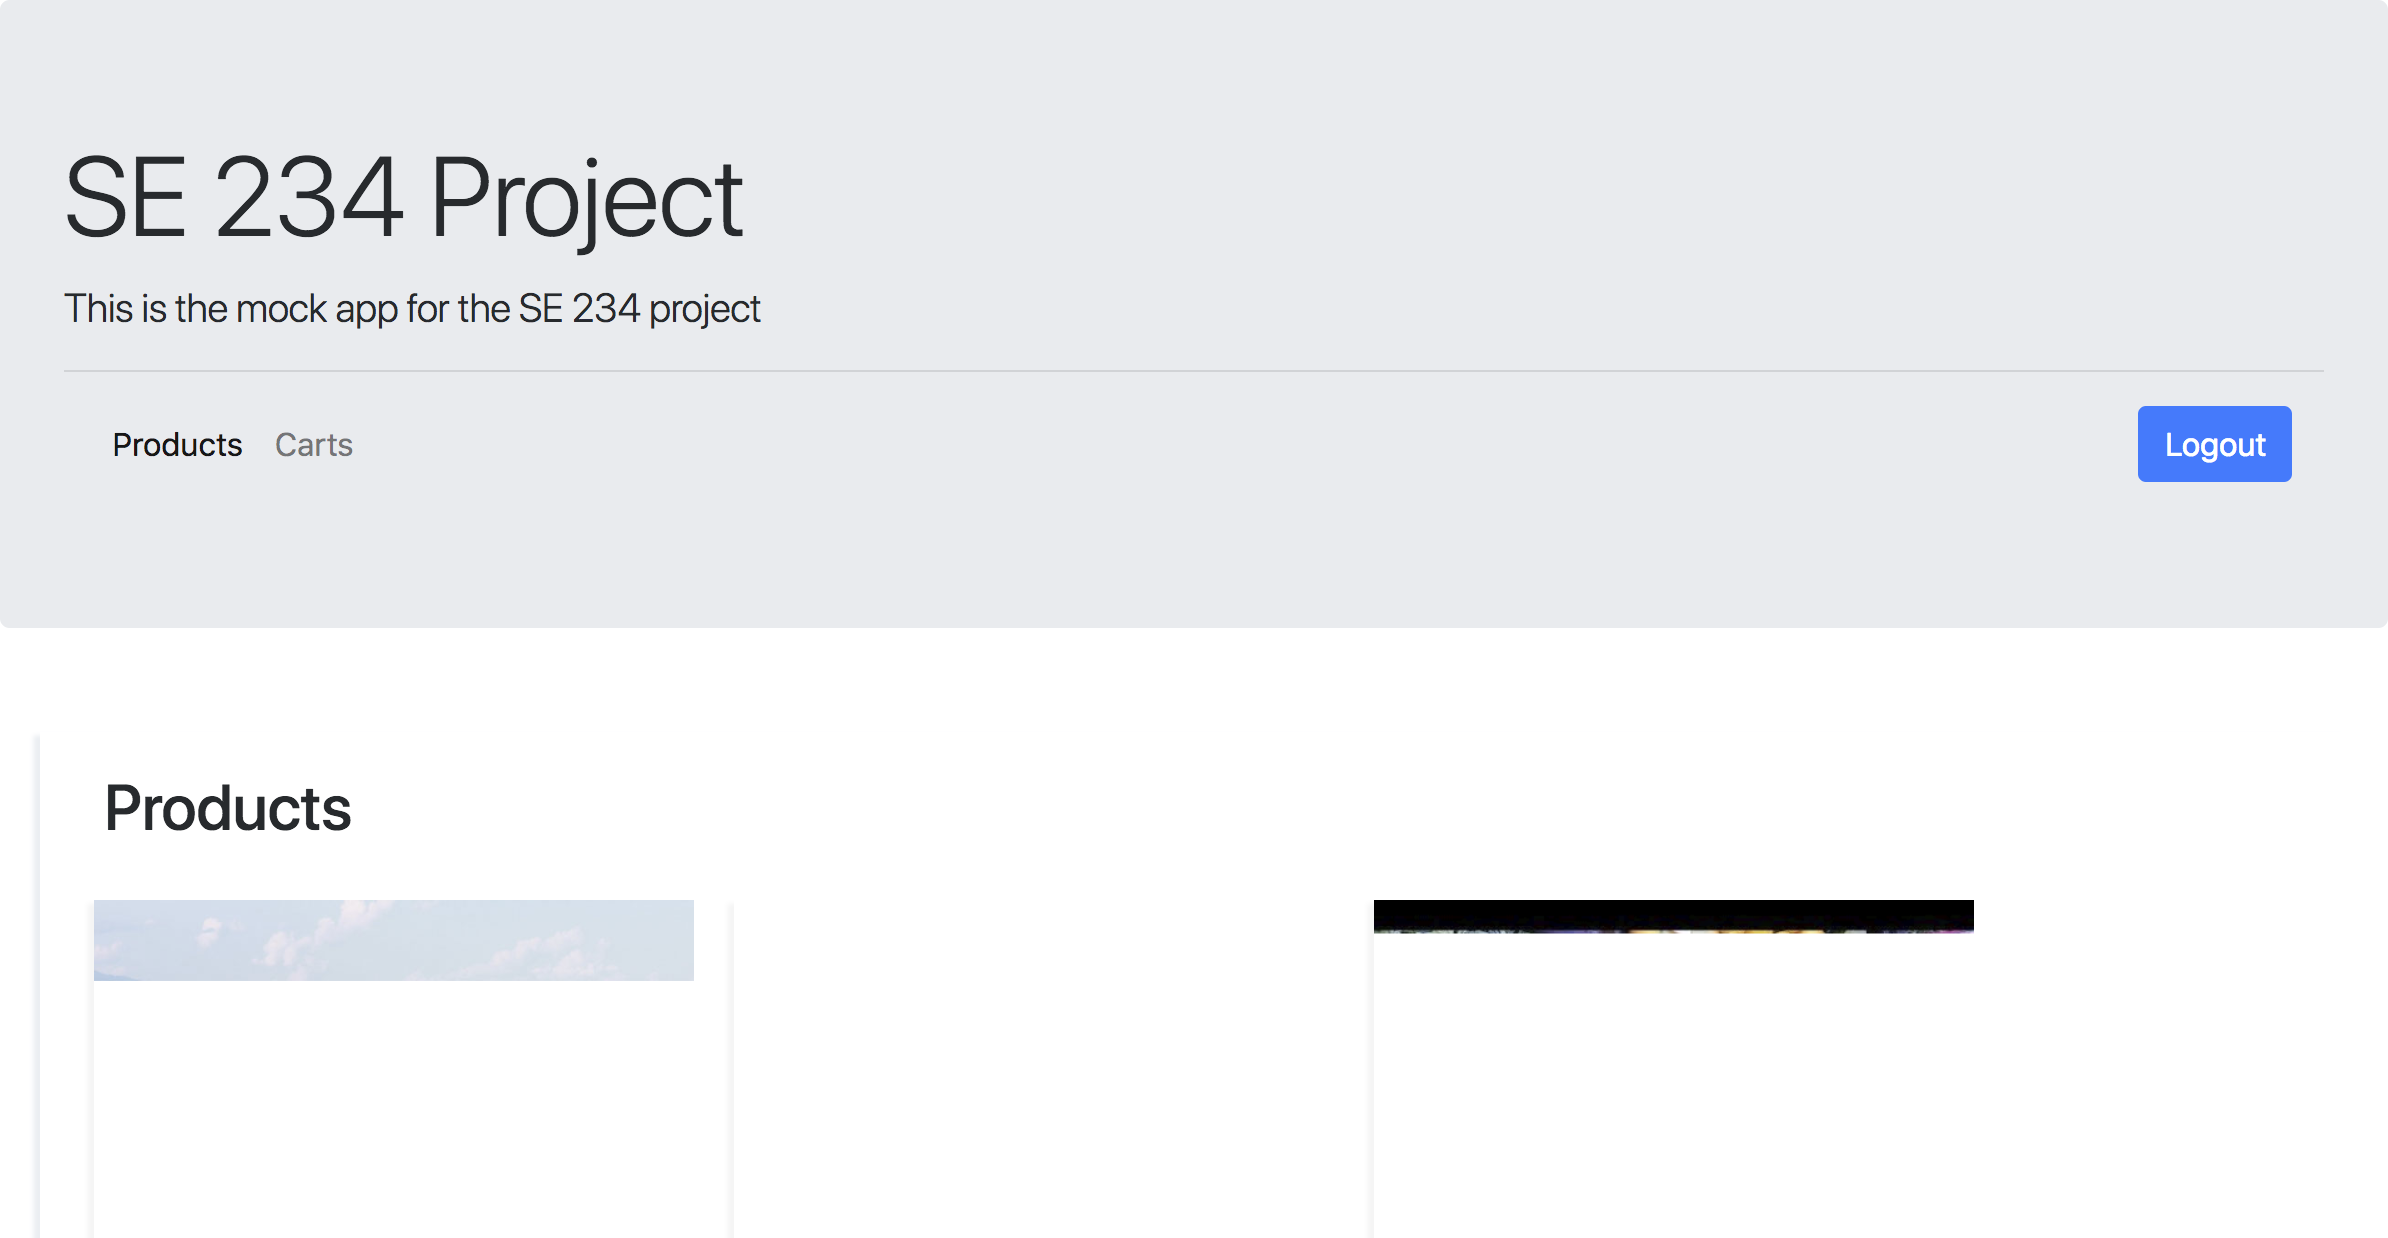 SE 234 Project
This is the mock app for the SE 234 project
Products Carts Logout
Products